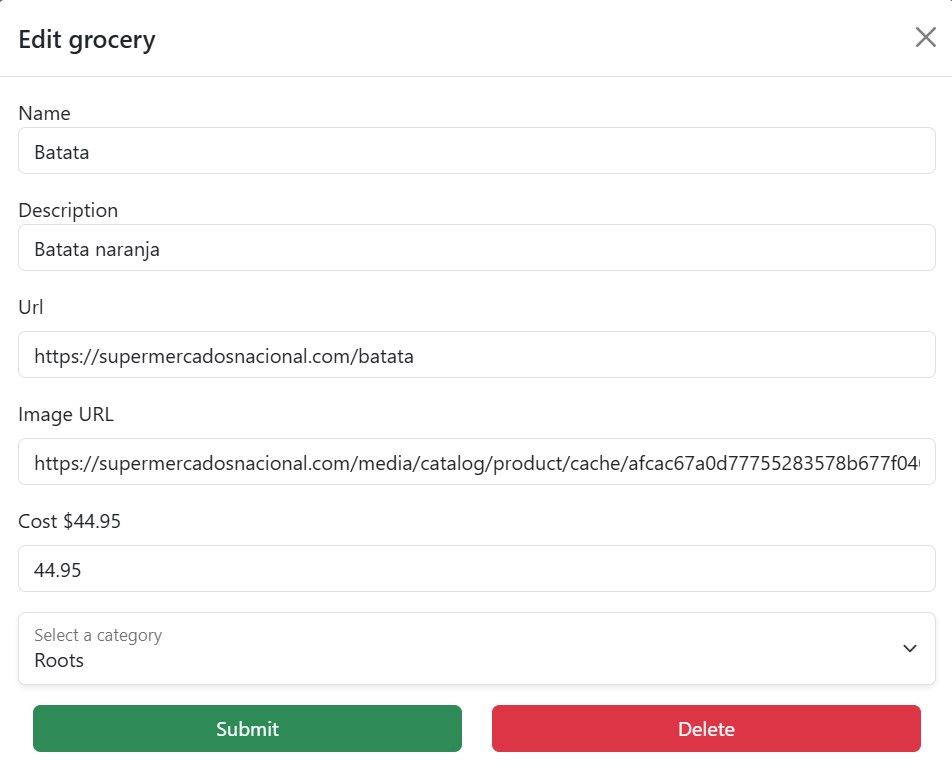 Edit grocery
Name
Batata
Description
Batata naranja
Url
https://supermercadosnacional.com/batata
Image URL
https://supermercadosnacional.com/media/catalog/product/cache/afcac67a0d77755283578b677f04
Cost $44.95
44.95
Select a category
Roots
Submit
Delete